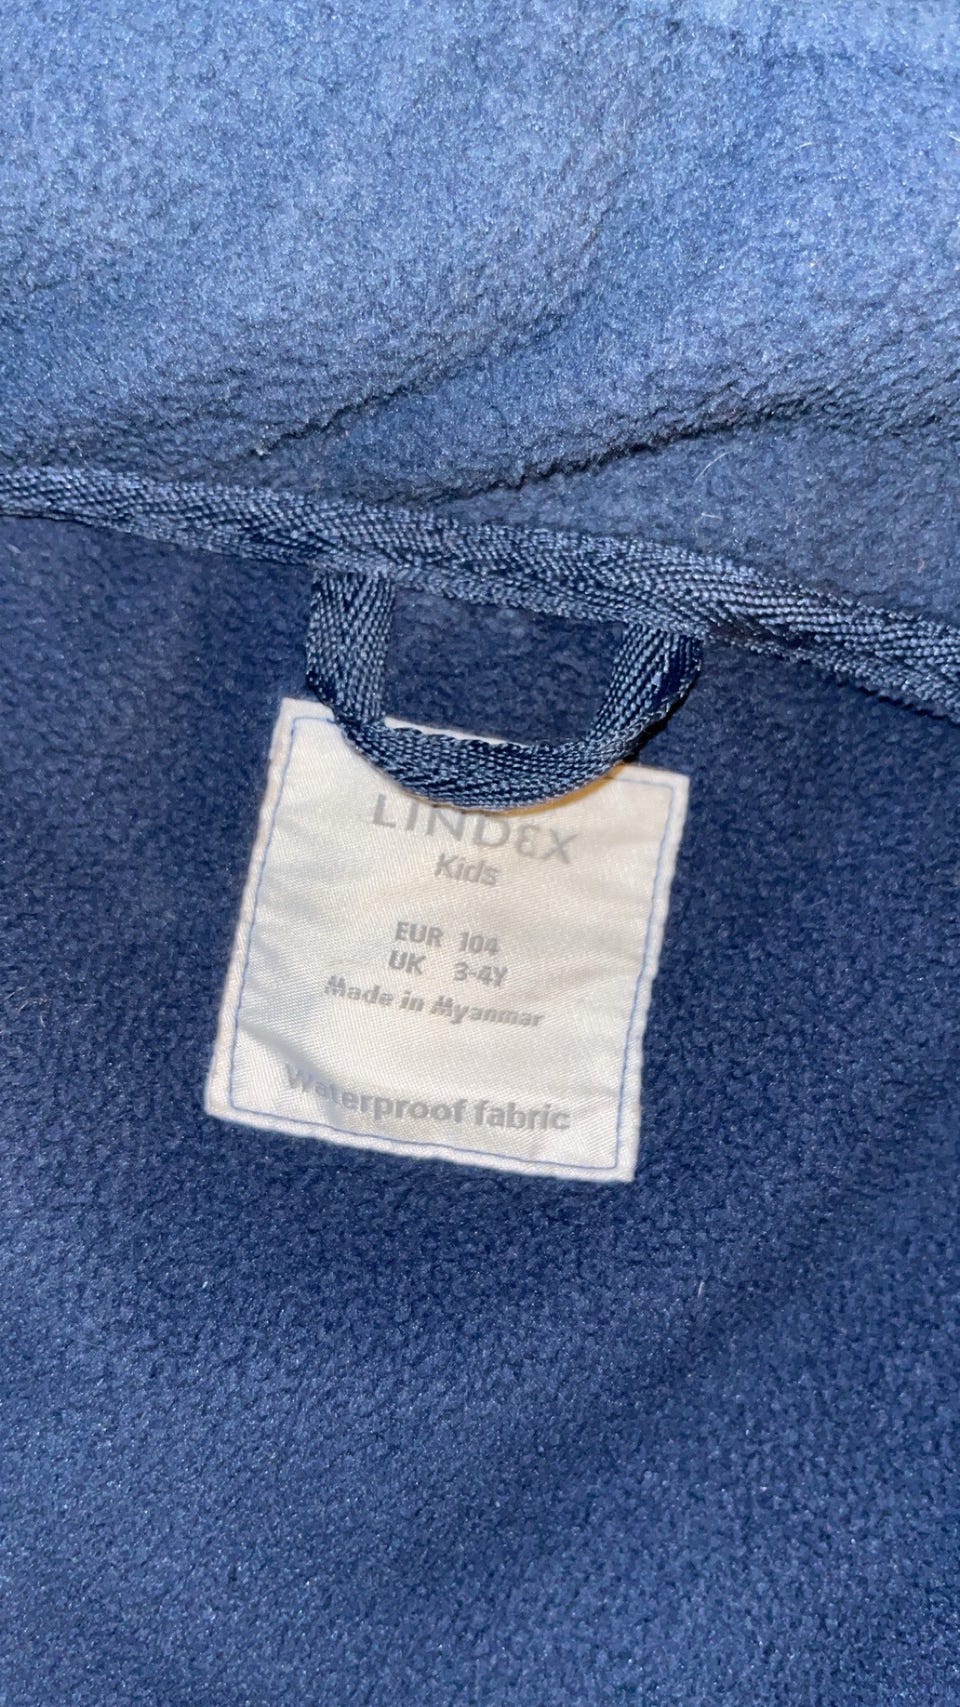 LINDEX
Kids
EUR 104
UK 3-4Y
Made in Myanmar
Waterproof fabric